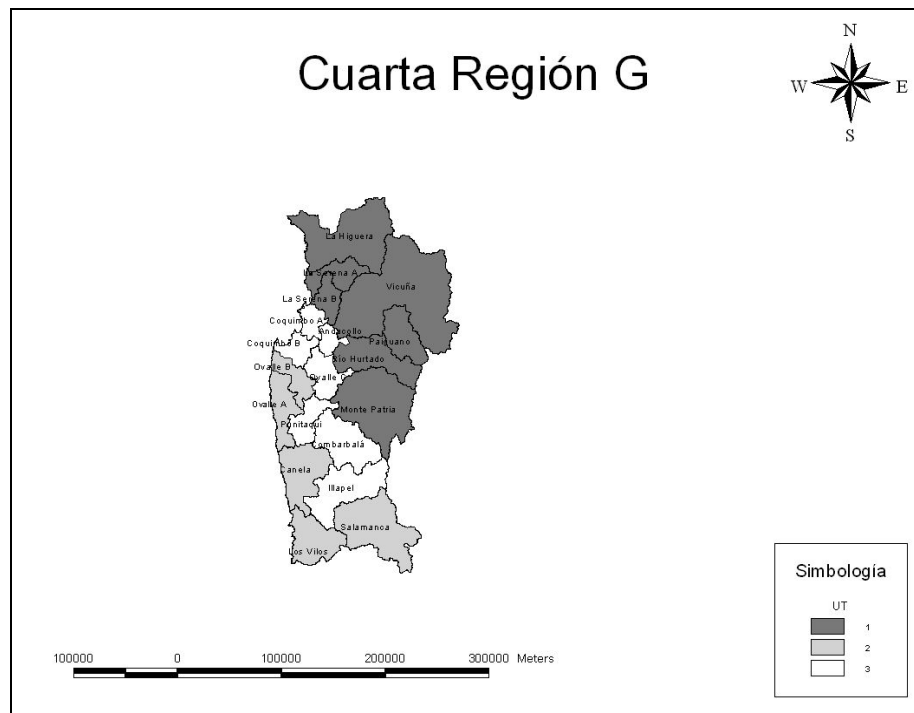 Cuarta Región G
N
W E
S
La Higuera
La Serena A
Vicuña
La Serena B
Coquimbo A
Andacollo
Coquimbo B
Paiguano
Río Hurtado
Ovalle B
Ovalle C
Ovalle A
Monte Patria
Punitaqui
Combarbalá
Canela
Illapel
Salamanca
Los Vilos
Simbología
UT
1
2
3
100000 0 100000 200000 300000 Meters